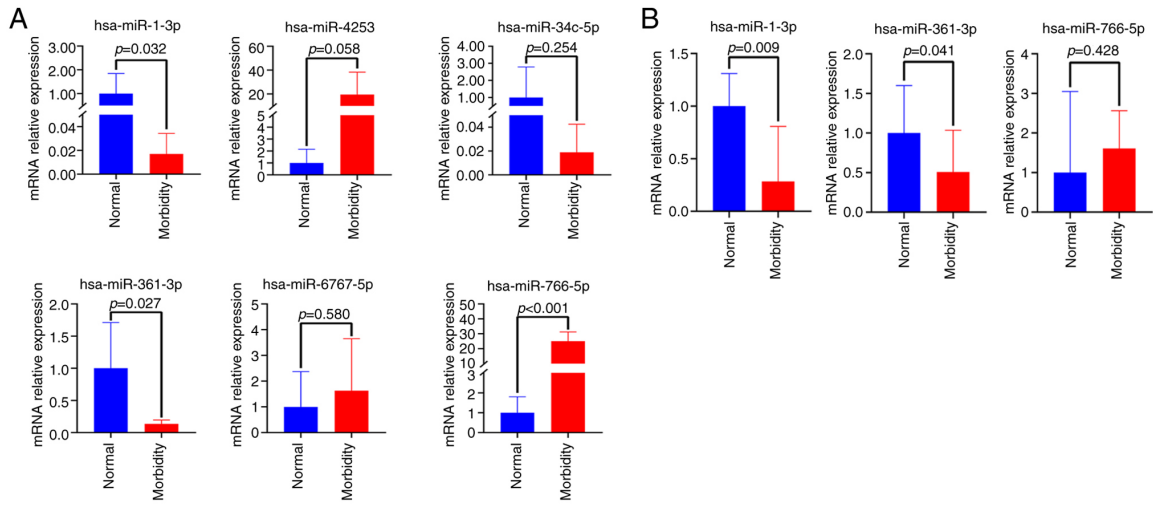 A
hsa-miR-1-3p
mRNA relative expression
3.00
2.00
1.00
0.04
0.02
0.00
p=0.032
Normal
Morbidity
hsa-miR-4253
mRNA relative expression
60
40
20
5
4
3
2
1
0
p=0.058
Normal
Morbidity
hsa-miR-34c-5p
mRNA relative expression
4.00
2.00
1.00
0.04
0.02
0.00
p=0.254
Normal
Morbidity
hsa-miR-361-3p
mRNA relative expression
2.0
1.5
1.0
0.5
0.0
p=0.027
Normal
Morbidity
hsa-miR-6767-5p
mRNA relative expression
5
4
3
2
1
0
p=0.580
Normal
Morbidity
hsa-miR-766-5p
mRNA relative expression
50
40
30
20
10
3
2
1
0
p<0.001
Normal
Morbidity
B
hsa-miR-1-3p
mRNA relative expression
1.5
1.0
0.5
0.0
p=0.009
Normal
Morbidity
hsa-miR-361-3p
mRNA relative expression
2.0
1.5
1.0
0.5
0.0
p=0.041
Normal
Morbidity
hsa-miR-766-5p
mRNA relative expression
4
3
2
1
0
p=0.428
Normal
Morbidity